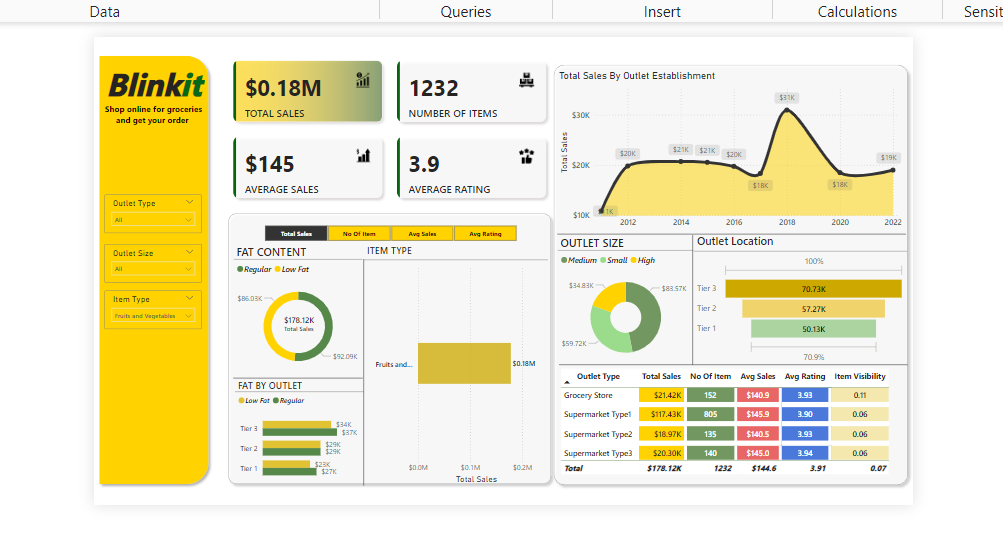 Data
Queries
Insert
Calculations
Sensit
Blinkit
Shop online for groceries
and get your order
Outlet Type
All
Outlet Size
All
Item Type
Fruits and Vegetables
$0.18M
TOTAL SALES
1232
NUMBER OF ITEMS
$145
AVERAGE SALES
3.9
AVERAGE RATING
Total Sales By Outlet Establishment
Total Sales
$30K
$20K
$10K
$20K
$21K
$21K
$20K
$18K
$31K
$18K
$19K
2012
2014
2016
2018
2020
2022
Total Sales
No Of Item
Avg Sales
Avg Rating
FAT CONTENT
Regular
Low Fat
$86.03K
$178.12K
Total Sales
$92.09K
FAT BY OUTLET
Low Fat
Regular
Tier 3
$34K
$37K
Tier 2
$29K
$29K
Tier 1
$23K
$27K
ITEM TYPE
Fruits and...
$0.18M
$0.0M
$0.1M
$0.2M
Total Sales
OUTLET SIZE
Medium
Small
High
$34.83K
$83.57K
$59.72K
Outlet Location
100%
Tier 3
70.73K
Tier 2
57.27K
Tier 1
50.13K
70.9%
Outlet Type Total Sales No Of Item Avg Sales Avg Rating Item Visibility
Grocery Store $21.42K 152 $140.9 3.93 0.11
Supermarket Type1 $117.43K 805 $145.9 3.90 0.06
Supermarket Type2 $18.97K 135 $140.5 3.93 0.06
Supermarket Type3 $20.30K 140 $145.0 3.94 0.06
Total $178.12K 1232 $144.6 3.91 0.07